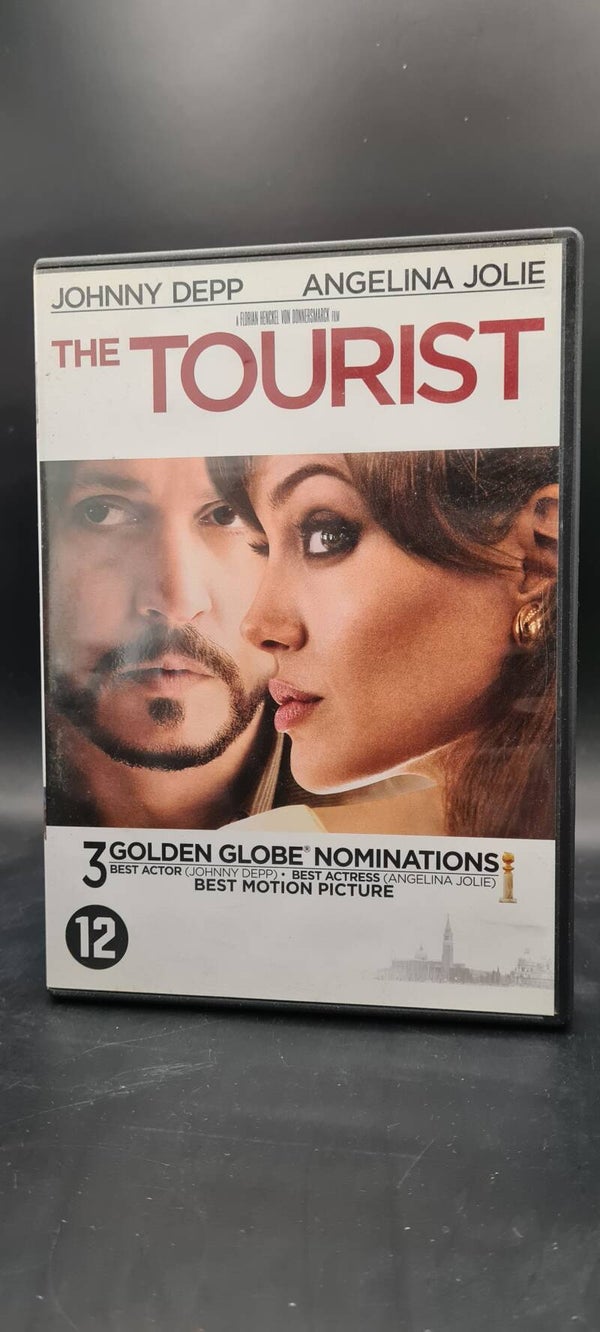 JOHNNY DEPP ANGELINA JOLIE
A FLORIAN HENCKEL VON DONNERSMARCK FILM
THE TOURIST
3 GOLDEN GLOBE® NOMINATIONS
BEST ACTOR (JOHNNY DEPP) • BEST ACTRESS (ANGELINA JOLIE)
BEST MOTION PICTURE
12